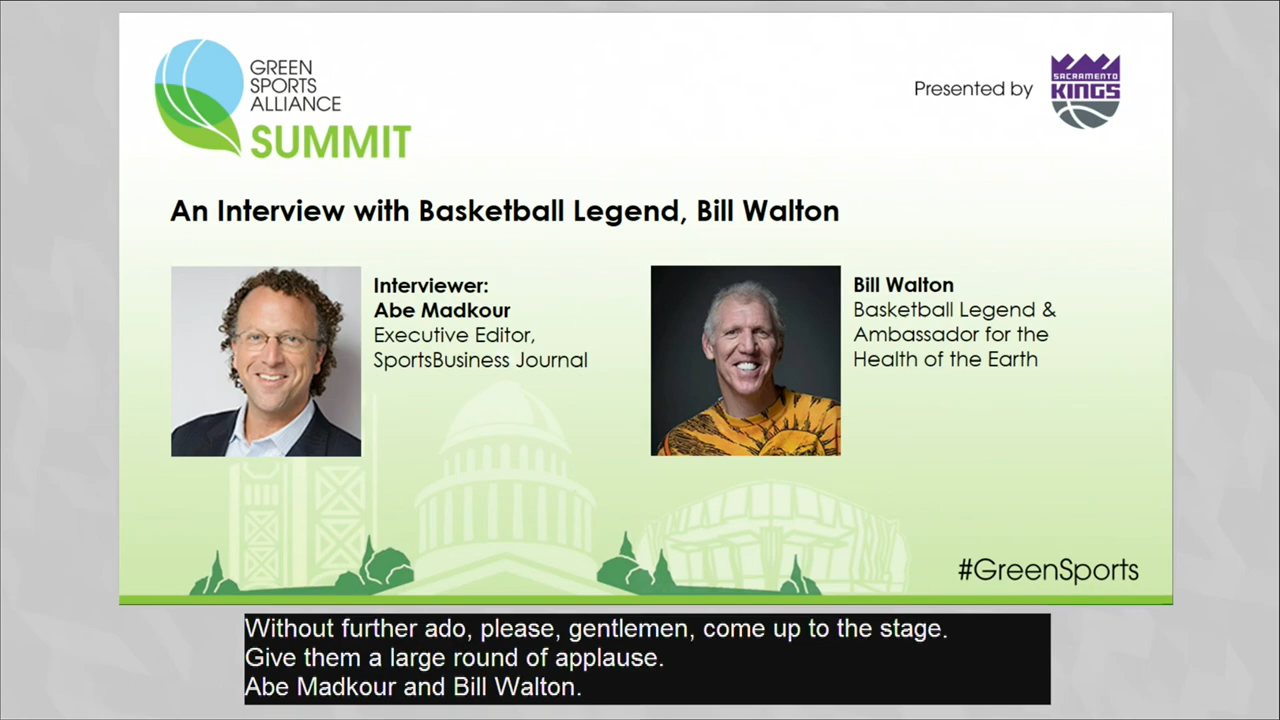 GREEN
SPORTS
ALLIANCE
SUMMIT
Presented by
SACRAMENTO
KINGS
An Interview with Basketball Legend, Bill Walton
Interviewer:
Abe Madkour
Executive Editor,
SportsBusiness Journal
Bill Walton
Basketball Legend &
Ambassador for the
Health of the Earth
#GreenSports
Without further ado, please, gentlemen, come up to the stage.
Give them a large round of applause.
Abe Madkour and Bill Walton.